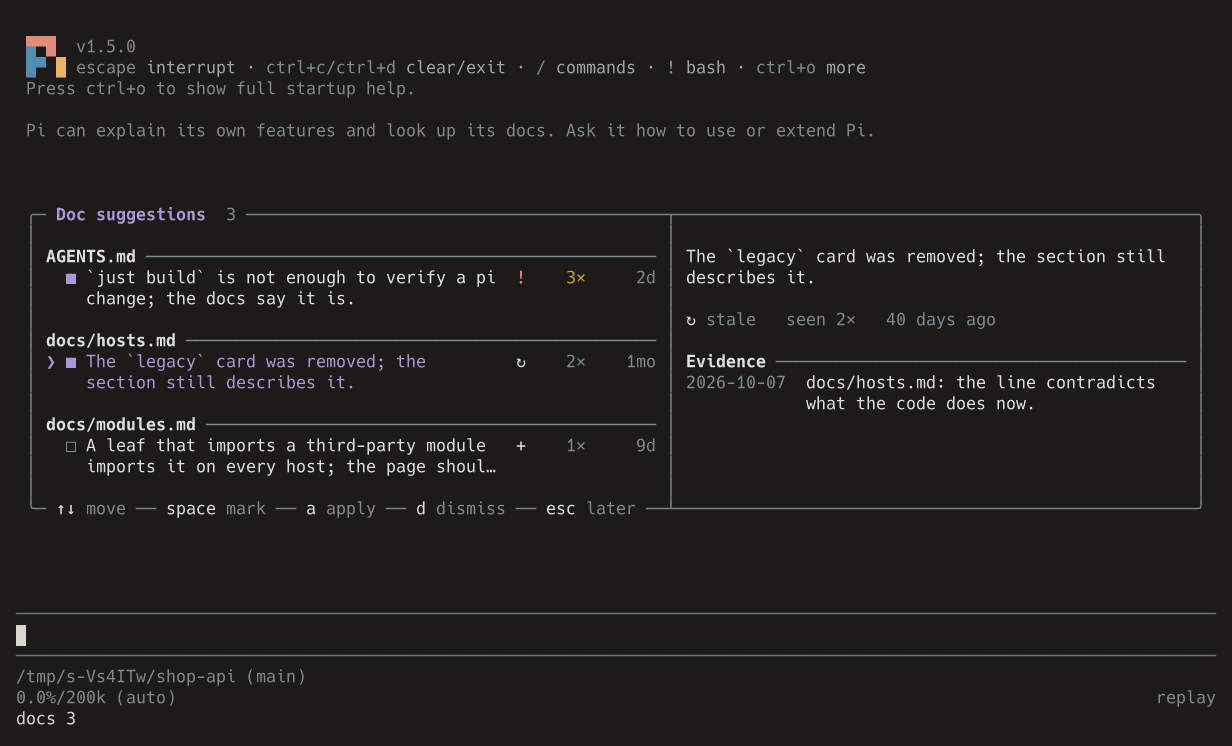 v1.5.0
escape interrupt · ctrl+c/ctrl+d clear/exit · / commands · ! bash · ctrl+o more
Press ctrl+o to show full startup help.
Pi can explain its own features and look up its docs. Ask it how to use or extend Pi.
Doc suggestions 3
AGENTS.md
■ `just build` is not enough to verify a pi ! 3× 2d
change; the docs say it is.
docs/hosts.md
❯ ■ The `legacy` card was removed; the ↻ 2× 1mo
section still describes it.
docs/modules.md
□ A leaf that imports a third-party module + 1× 9d
imports it on every host; the page shoul…
↑↓ move — space mark — a apply — d dismiss — esc later
The `legacy` card was removed; the section still
describes it.
↻ stale seen 2× 40 days ago
Evidence
2026-10-07 docs/hosts.md: the line contradicts
what the code does now.
/tmp/s-Vs4ITw/shop-api (main)
0.0%/200k (auto) replay
docs 3